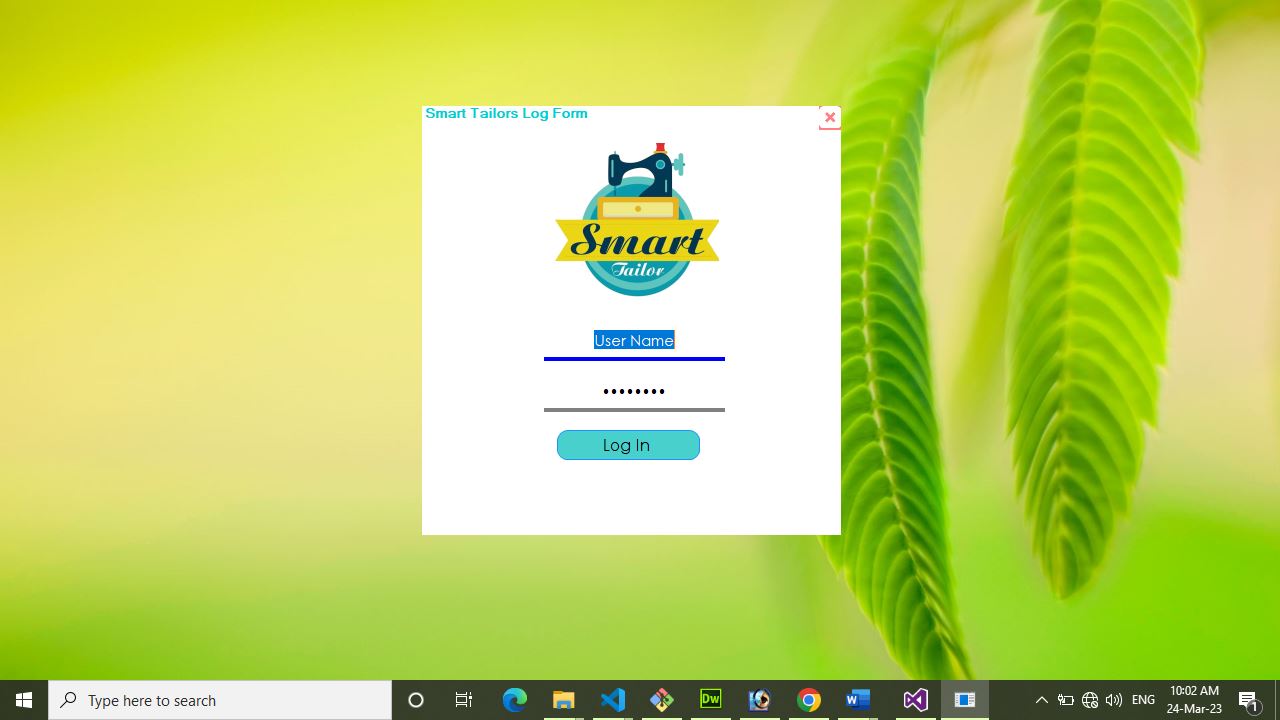 Smart Tailors Log Form
Smart
Tailor
User Name
••••••••
Log In
Type here to search
Dw
W
ENG
10:02 AM
24-Mar-23
1